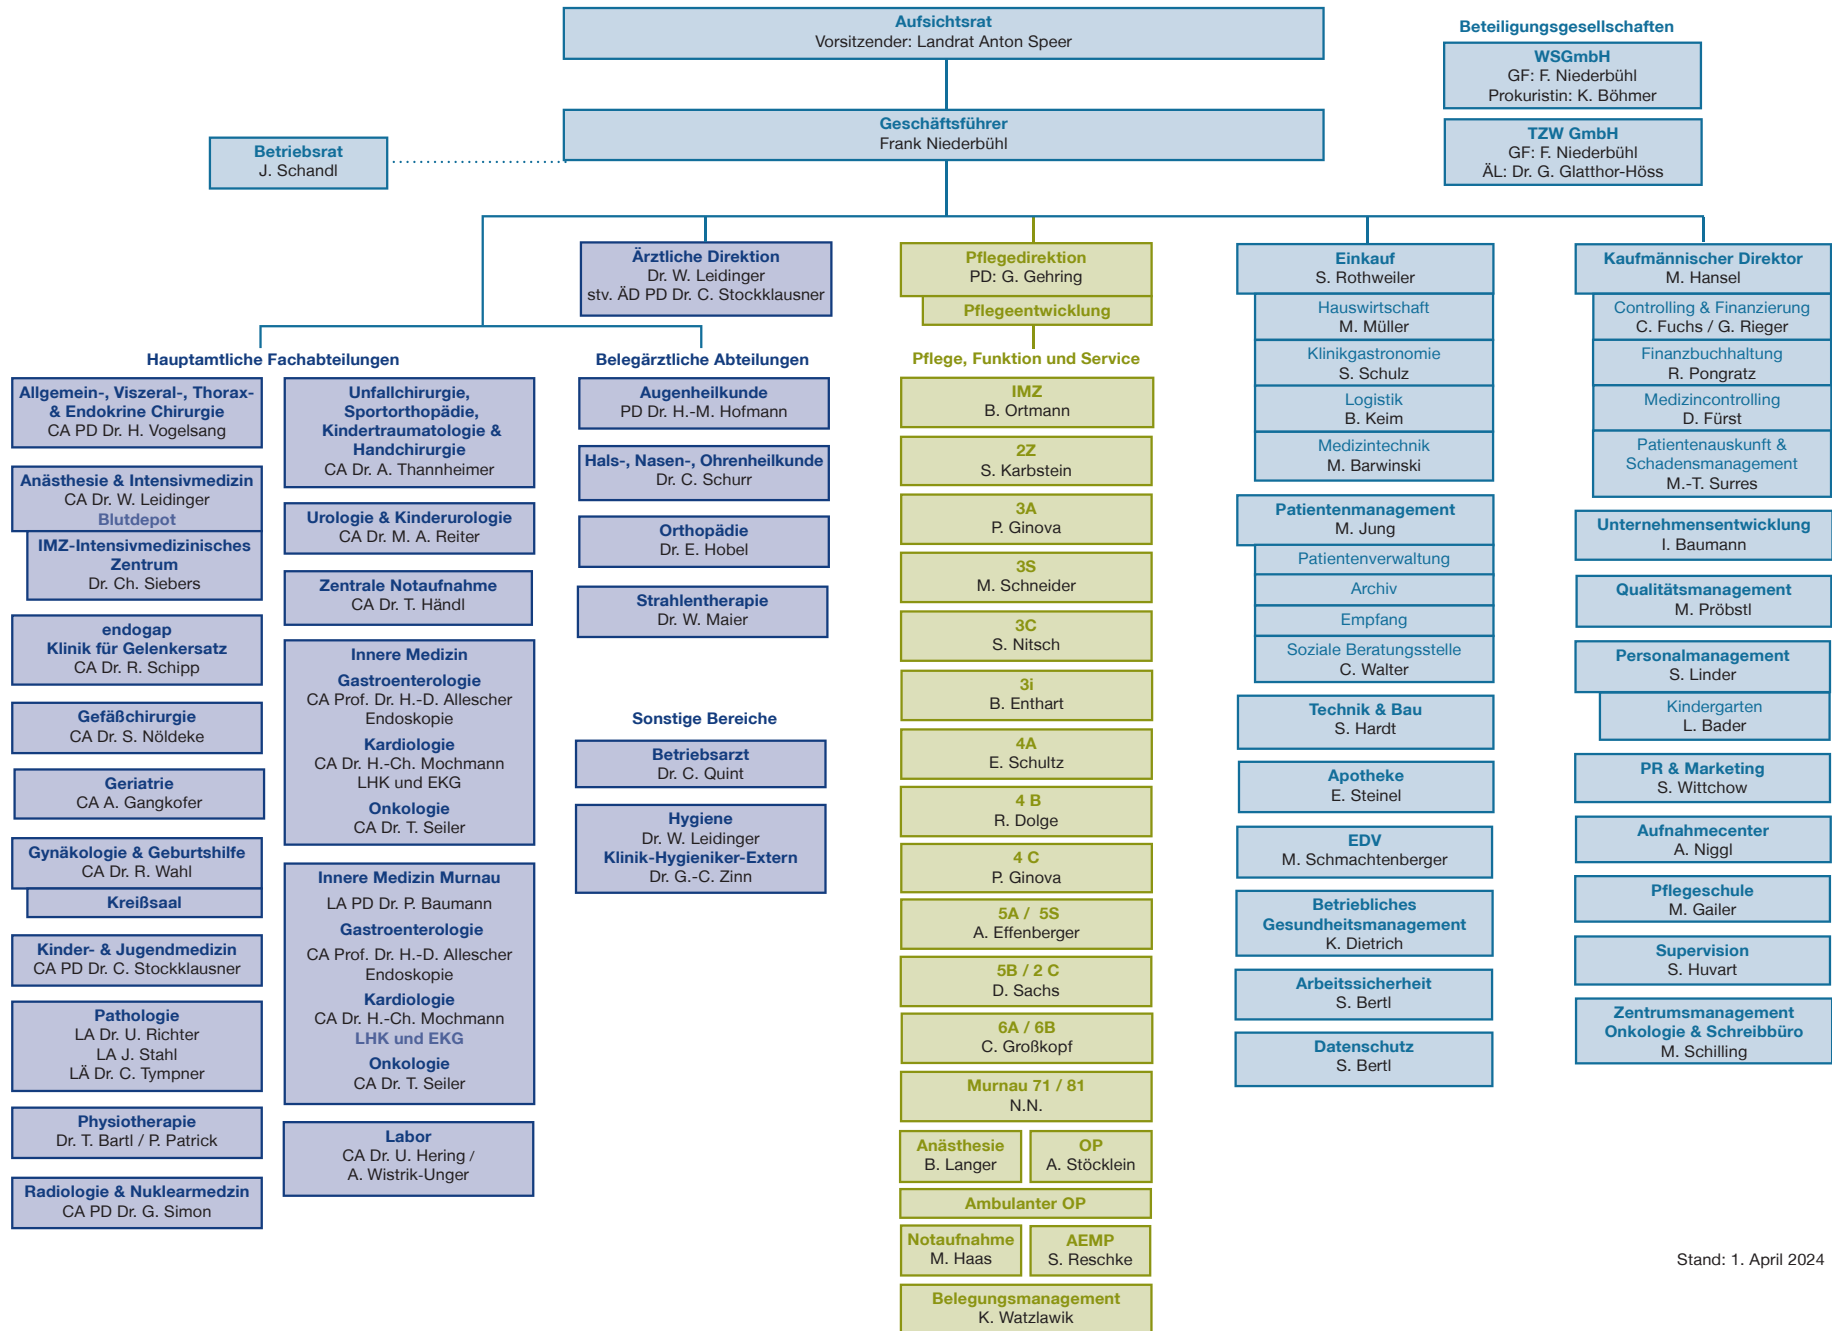 Aufsichtsrat
Vorsitzender: Landrat Anton Speer
Beteiligungsgesellschaften
WSGmbH
GF: F. Niederbühl
Prokuristin: K. Böhmer
TZW GmbH
GF: F. Niederbühl
ÄL: Dr. G. Glatthor-Höss
Geschäftsführer
Frank Niederbühl
Betriebsrat
J. Schandl
Ärztliche Direktion
Dr. W. Leidinger
stv. ÄD PD Dr. C. Stockklausner
Hauptamtliche Fachabteilungen
Allgemein-, Viszeral-, Thorax-
& Endokrine Chirurgie
CA PD Dr. H. Vogelsang
Anästhesie & Intensivmedizin
CA Dr. W. Leidinger
Blutdepot
IMZ-Intensivmedizinisches
Zentrum
Dr. Ch. Siebers
endogap
Klinik für Gelenkersatz
CA Dr. R. Schipp
Gefäßchirurgie
CA Dr. S. Nöldeke
Geriatrie
CA A. Gangkofer
Gynäkologie & Geburtshilfe
CA Dr. R. Wahl
Kreißsaal
Kinder- & Jugendmedizin
CA PD Dr. C. Stockklausner
Pathologie
LA Dr. U. Richter
LA J. Stahl
LÄ Dr. C. Tympner
Physiotherapie
Dr. T. Bartl / P. Patrick
Radiologie & Nuklearmedzin
CA PD Dr. G. Simon
Unfallchirurgie,
Sportorthopädie,
Kindertraumatologie &
Handchirurgie
CA Dr. A. Thannheimer
Urologie & Kinderurologie
CA Dr. M. A. Reiter
Zentrale Notaufnahme
CA Dr. T. Händl
Innere Medizin
Gastroenterologie
CA Prof. Dr. H.-D. Allescher
Endoskopie
Kardiologie
CA Dr. H.-Ch. Mochmann
LHK und EKG
Onkologie
CA Dr. T. Seiler
Innere Medizin Murnau
LA PD Dr. P. Baumann
Gastroenterologie
CA Prof. Dr. H.-D. Allescher
Endoskopie
Kardiologie
CA Dr. H.-Ch. Mochmann
LHK und EKG
Onkologie
CA Dr. T. Seiler
Labor
CA Dr. U. Hering /
A. Wistrik-Unger
Belegärztliche Abteilungen
Augenheilkunde
PD Dr. H.-M. Hofmann
Hals-, Nasen-, Ohrenheilkunde
Dr. C. Schurr
Orthopädie
Dr. E. Hobel
Strahlentherapie
Dr. W. Maier
Sonstige Bereiche
Betriebsarzt
Dr. C. Quint
Hygiene
Dr. W. Leidinger
Klinik-Hygieniker-Extern
Dr. G.-C. Zinn
Pflegedirektion
PD: G. Gehring
Pflegeentwicklung
Pflege, Funktion und Service
IMZ
B. Ortmann
2Z
S. Karbstein
3A
P. Ginova
3S
M. Schneider
3C
S. Nitsch
3i
B. Enthart
4A
E. Schultz
4 B
R. Dolge
4 C
P. Ginova
5A / 5S
A. Effenberger
5B / 2 C
D. Sachs
6A / 6B
C. Großkopf
Murnau 71 / 81
N.N.
Anästhesie
B. Langer
OP
A. Stöcklein
Ambulanter OP
Notaufnahme
M. Haas
AEMP
S. Reschke
Belegungsmanagement
K. Watzlawik
Einkauf
S. Rothweiler
Hauswirtschaft
M. Müller
Klinikgastronomie
S. Schulz
Logistik
B. Keim
Medizintechnik
M. Barwinski
Patientenmanagement
M. Jung
Patientenverwaltung
Archiv
Empfang
Soziale Beratungsstelle
C. Walter
Technik & Bau
S. Hardt
Apotheke
E. Steinel
EDV
M. Schmachtenberger
Betriebliches
Gesundheitsmanagement
K. Dietrich
Arbeitssicherheit
S. Bertl
Datenschutz
S. Bertl
Kaufmännischer Direktor
M. Hansel
Controlling & Finanzierung
C. Fuchs / G. Rieger
Finanzbuchhaltung
R. Pongratz
Medizincontrolling
D. Fürst
Patientenauskunft &
Schadensmanagement
M.-T. Surres
Unternehmensentwicklung
I. Baumann
Qualitätsmanagement
M. Pröbstl
Personalmanagement
S. Linder
Kindergarten
L. Bader
PR & Marketing
S. Wittchow
Aufnahmecenter
A. Niggl
Pflegeschule
M. Gailer
Supervision
S. Huvart
Zentrumsmanagement
Onkologie & Schreibbüro
M. Schilling
Stand: 1. April 2024